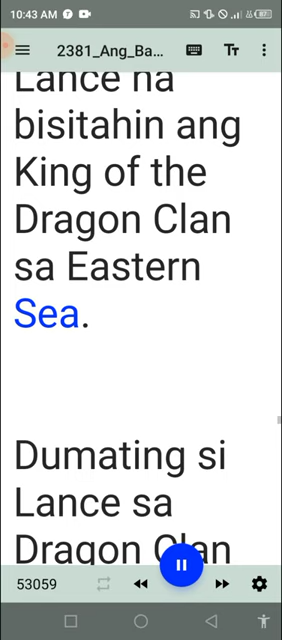 10:43 AM
2381_Ang_Ba...
Lance na
bisitahin ang
King of the
Dragon Clan
sa Eastern
Sea.
Dumating si
Lance sa
Dragon Clan
53059